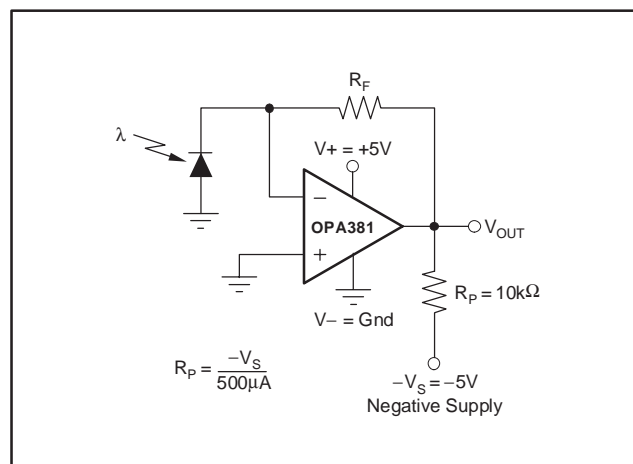 R_F
λ
V+ = +5V
−
OPA381
+
V_OUT
R_P = 10kΩ
V− = Gnd
R_P = −V_S / 500μA
−V_S = −5V
Negative Supply